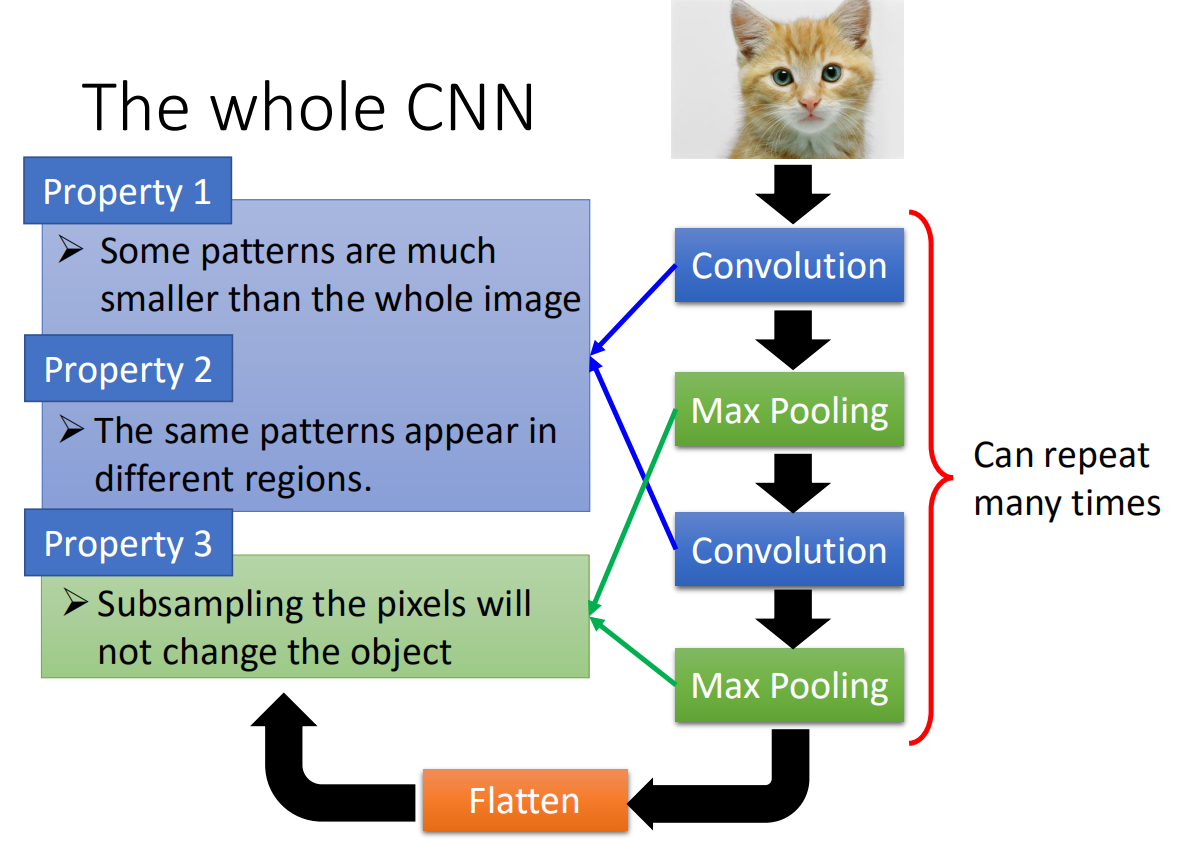 The whole CNN
Property 1
➢ Some patterns are much
smaller than the whole image
Property 2
➢ The same patterns appear in
different regions.
Property 3
➢ Subsampling the pixels will
not change the object
Convolution
Max Pooling
Convolution
Max Pooling
Can repeat
many times
Flatten